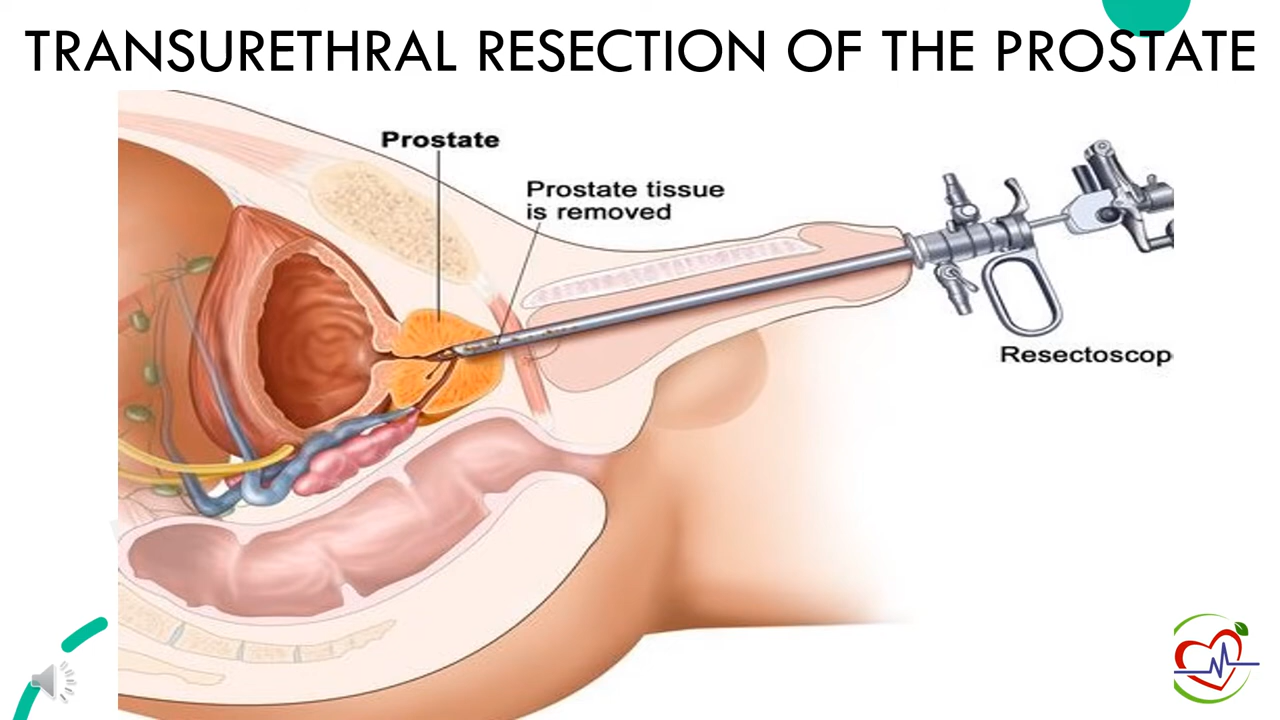 TRANSURETHRAL RESECTION OF THE PROSTATE
Prostate
Prostate tissue
is removed
Resectoscop